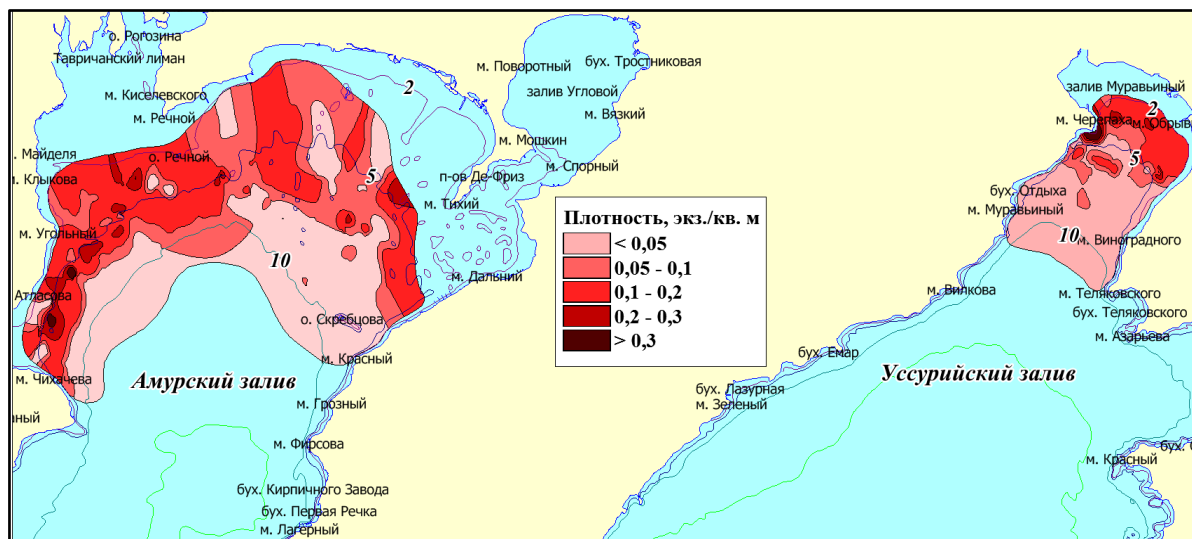 о. Рогозина
Тавричанский лиман
м. Поворотный
бух. Тростниковая
2
залив Угловой
м. Киселевского
м. Вязкий
м. Речной
м. Мошкин
м. Спорный
. Майделя
о. Речной
5
п-ов Де-Фриз
м. Клыкова
м. Тихий
м. Угольный
10
м. Дальний
Атласова
о. Скребцова
м. Красный
м. Чихачева
Амурский залив
м. Грозный
м. Фирсова
бух. Кирпичного Завода
бух. Первая Речка
м. Лагерный
Плотность, экз./кв. м
< 0,05
0,05 - 0,1
0,1 - 0,2
0,2 - 0,3
> 0,3
залив Муравьиный
2
м. Черепаха
м. Обрыв
5
бух. Отдыха
м. Муравьиный
10
м. Виноградного
м. Вилкова
м. Теляковского
бух. Теляковского
м. Азарьева
бух. Емар
Уссурийский залив
бух. Лазурная
м. Зеленый
бух.
м. Красный